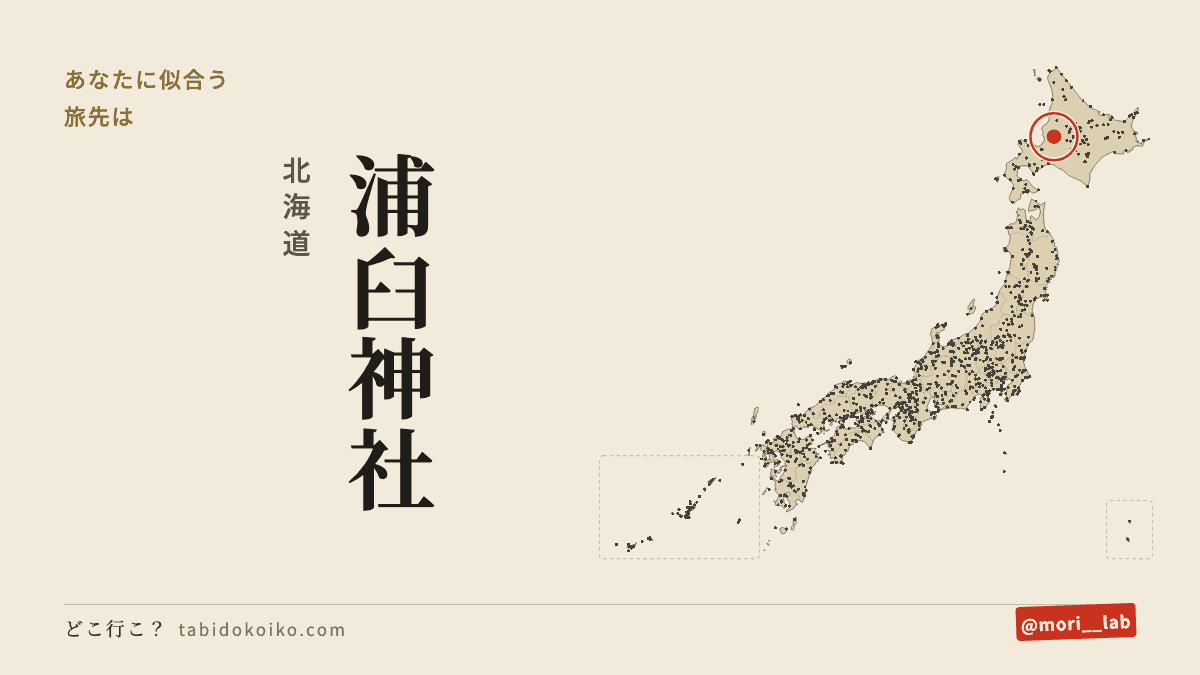 あなたに似合う
旅先は
浦臼神社
北海道
どこ行こ？ tabidokoiko.com
@mori__lab